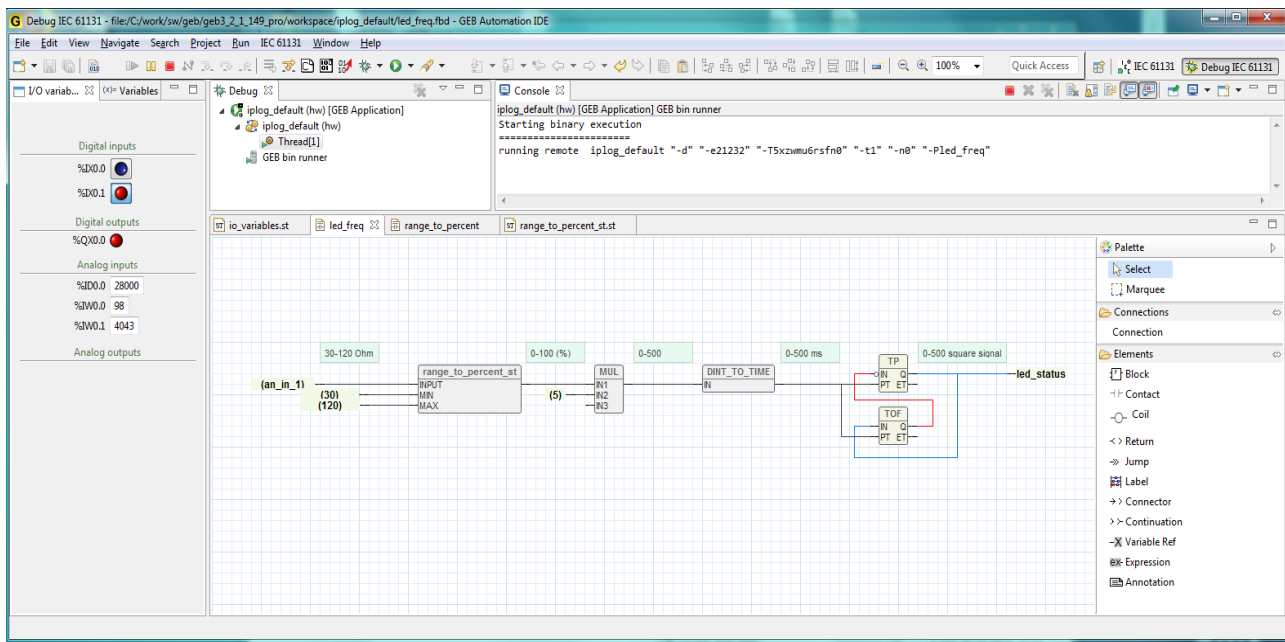 G Debug IEC 61131 - file:/C:/work/sw/geb/geb3_2_1_149_pro/workspace/iplog_default/led_freq.fbd - GEB Automation IDE
File Edit View Navigate Search Project Run IEC 61131 Window Help
100% Quick Access IEC 61131 Debug IEC 61131
I/O variab... (x)= Variables
Digital inputs
%IX0.0
%IX0.1
Digital outputs
%QX0.0
Analog inputs
%ID0.0 28000
%IW0.0 98
%IW0.1 4043
Analog outputs
Debug
iplog_default (hw) [GEB Application]
iplog_default (hw)
Thread[1]
GEB bin runner
Console
iplog_default (hw) [GEB Application] GEB bin runner
Starting binary execution
=======================
running remote iplog_default "-d" "-e21232" "-T5xzwmu6rsfn0" "-t1" "-n0" "-Pled_freq"
ST io_variables.st led_freq range_to_percent ST range_to_percent_st.st
30-120 Ohm 0-100 (%) 0-500 0-500 ms 0-500 square signal
range_to_percent_st MUL DINT_TO_TIME TP
(an_in_1) INPUT IN1 IN IN Q led_status
(30) MIN (5) IN2 PT ET
(120) MAX IN3
TOF
IN Q
PT ET
Palette
Select
Marquee
Connections
Connection
Elements
Block
Contact
Coil
Return
Jump
Label
Connector
Continuation
-X Variable Ref
ex- Expression
Annotation